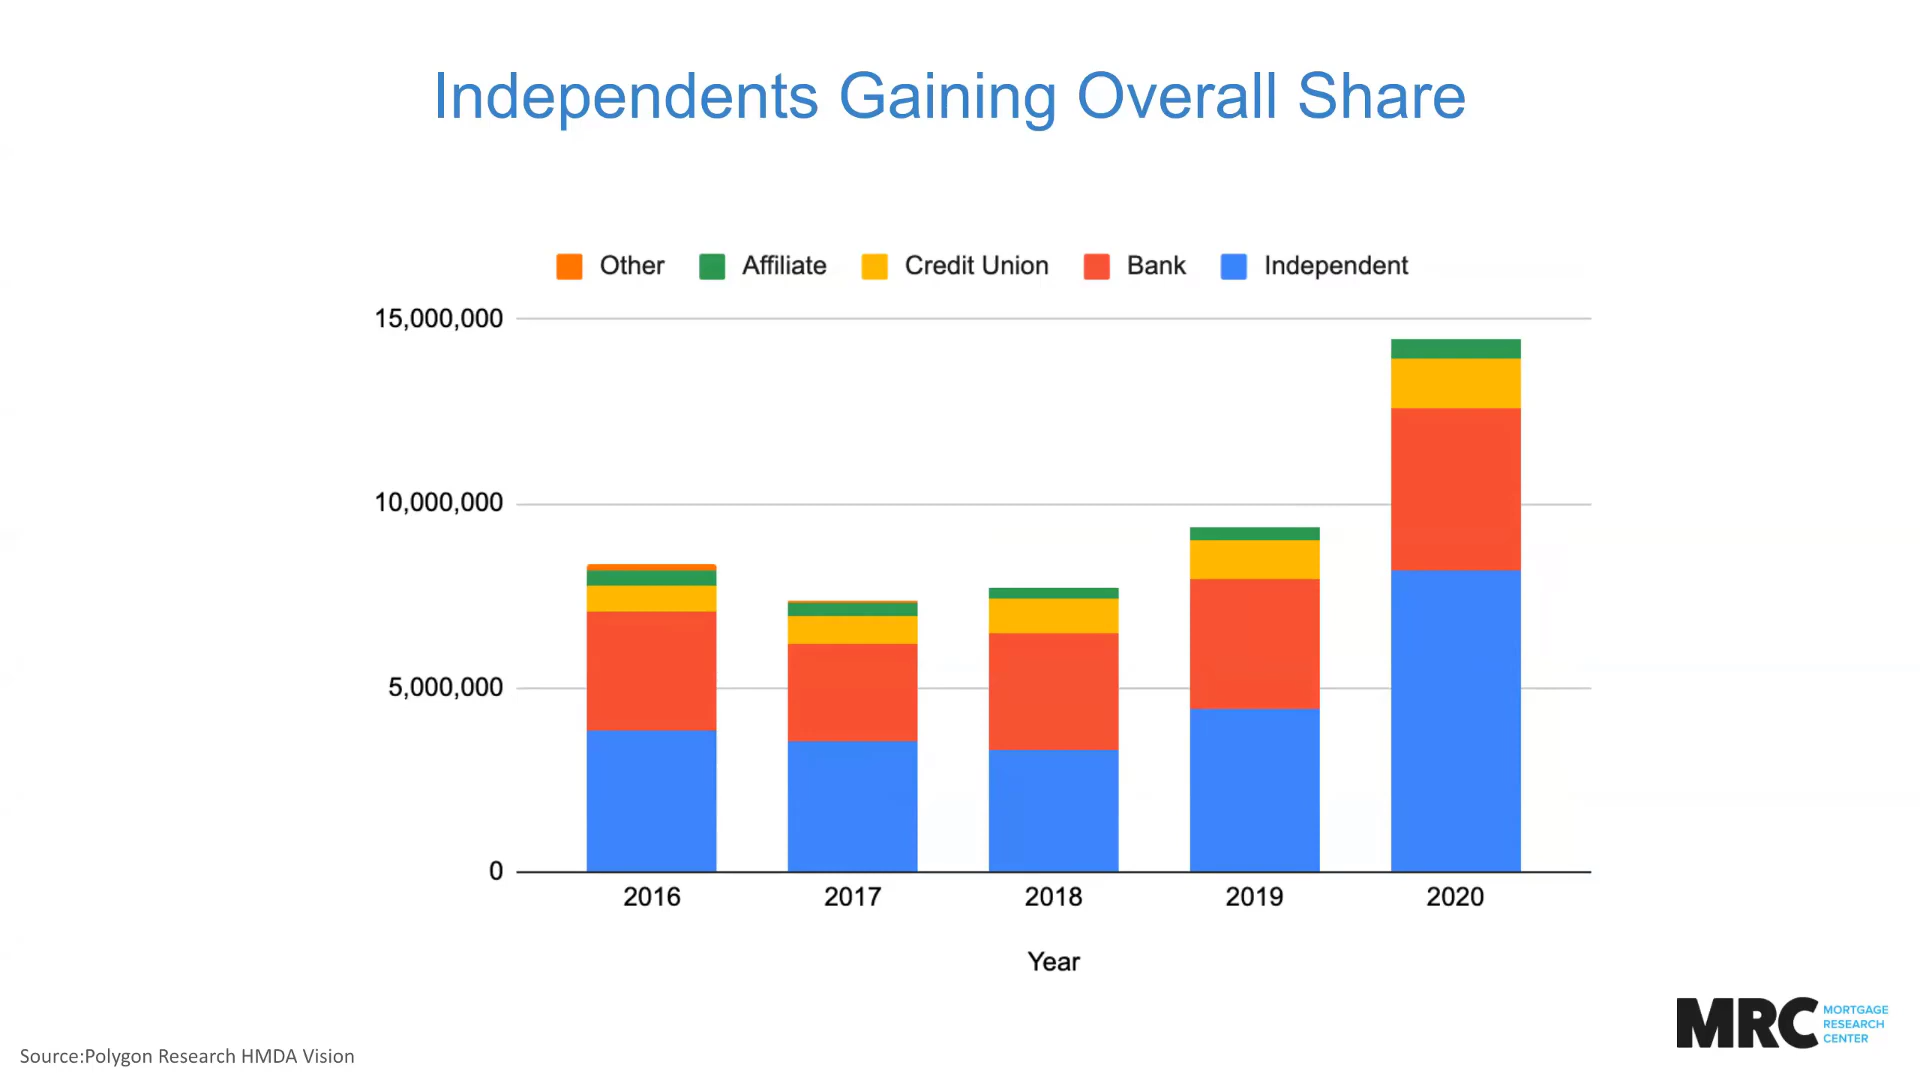 Independents Gaining Overall Share
Other Affiliate Credit Union Bank Independent
15,000,000
10,000,000
5,000,000
0
2016 2017 2018 2019 2020
Year
MRC MORTGAGE
RESEARCH
CENTER
Source:Polygon Research HMDA Vision